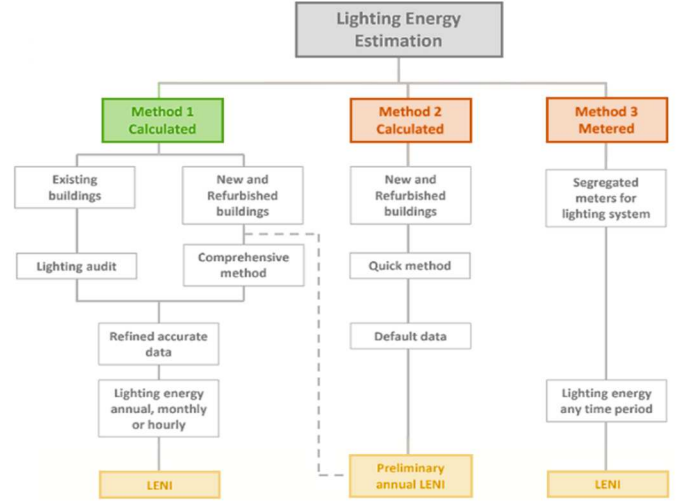 Lighting Energy
Estimation
Method 1
Calculated
Method 2
Calculated
Method 3
Metered
Existing
buildings
New and
Refurbished
buildings
New and
Refurbished
buildings
Segregated
meters for
lighting system
Lighting audit
Comprehensive
method
Quick method
Refined accurate
data
Default data
Lighting energy
annual, monthly
or hourly
Lighting energy
any time period
LENI
Preliminary
annual LENI
LENI